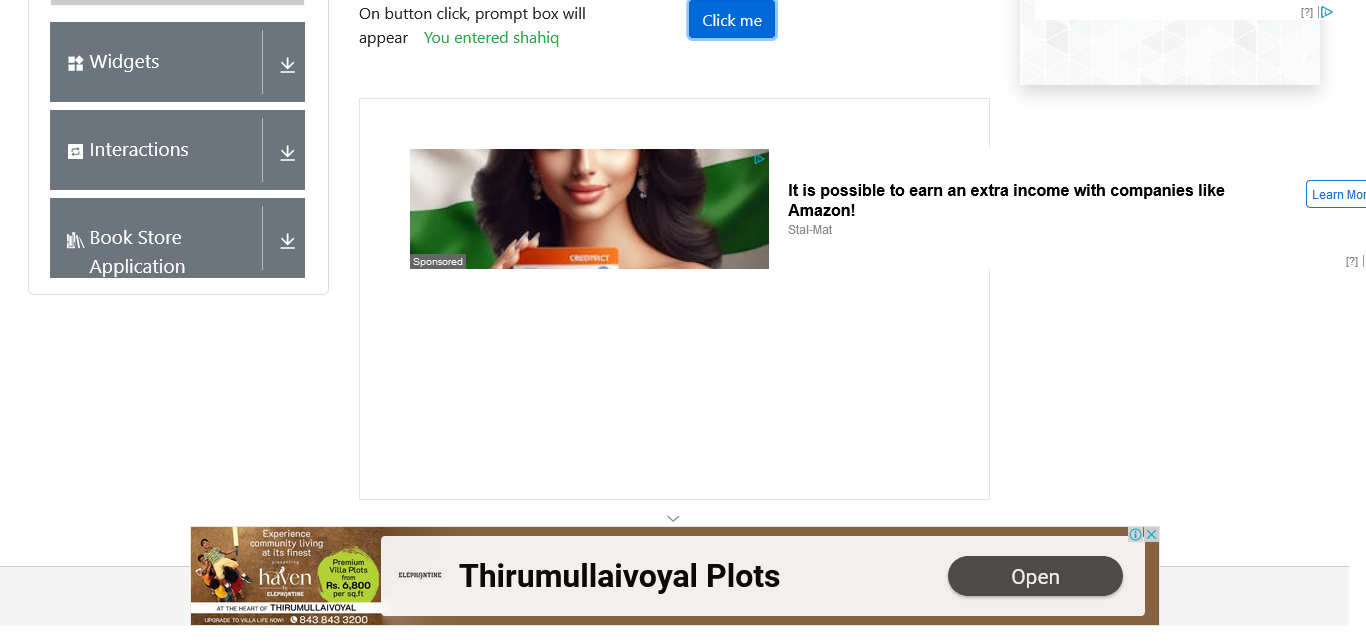 On button click, prompt box will
appear You entered shahiq
Click me
[?]
Widgets
Interactions
Book Store
Application
Sponsored
CREDYRICT
It is possible to earn an extra income with companies like
Amazon!
Stal-Mat
Learn Mor
[?]
Experience
community living
at its finest
presenting
haven
by
ELEPHANTINE
Premium
Villa Plots
from
Rs. 6,800
per sq.ft
AT THE HEART OF THIRUMULLAIVOYAL
UPGRADE TO VILLA LIFE NOW! 843 843 3200
ELEPHANTINE
Thirumullaivoyal Plots
Open